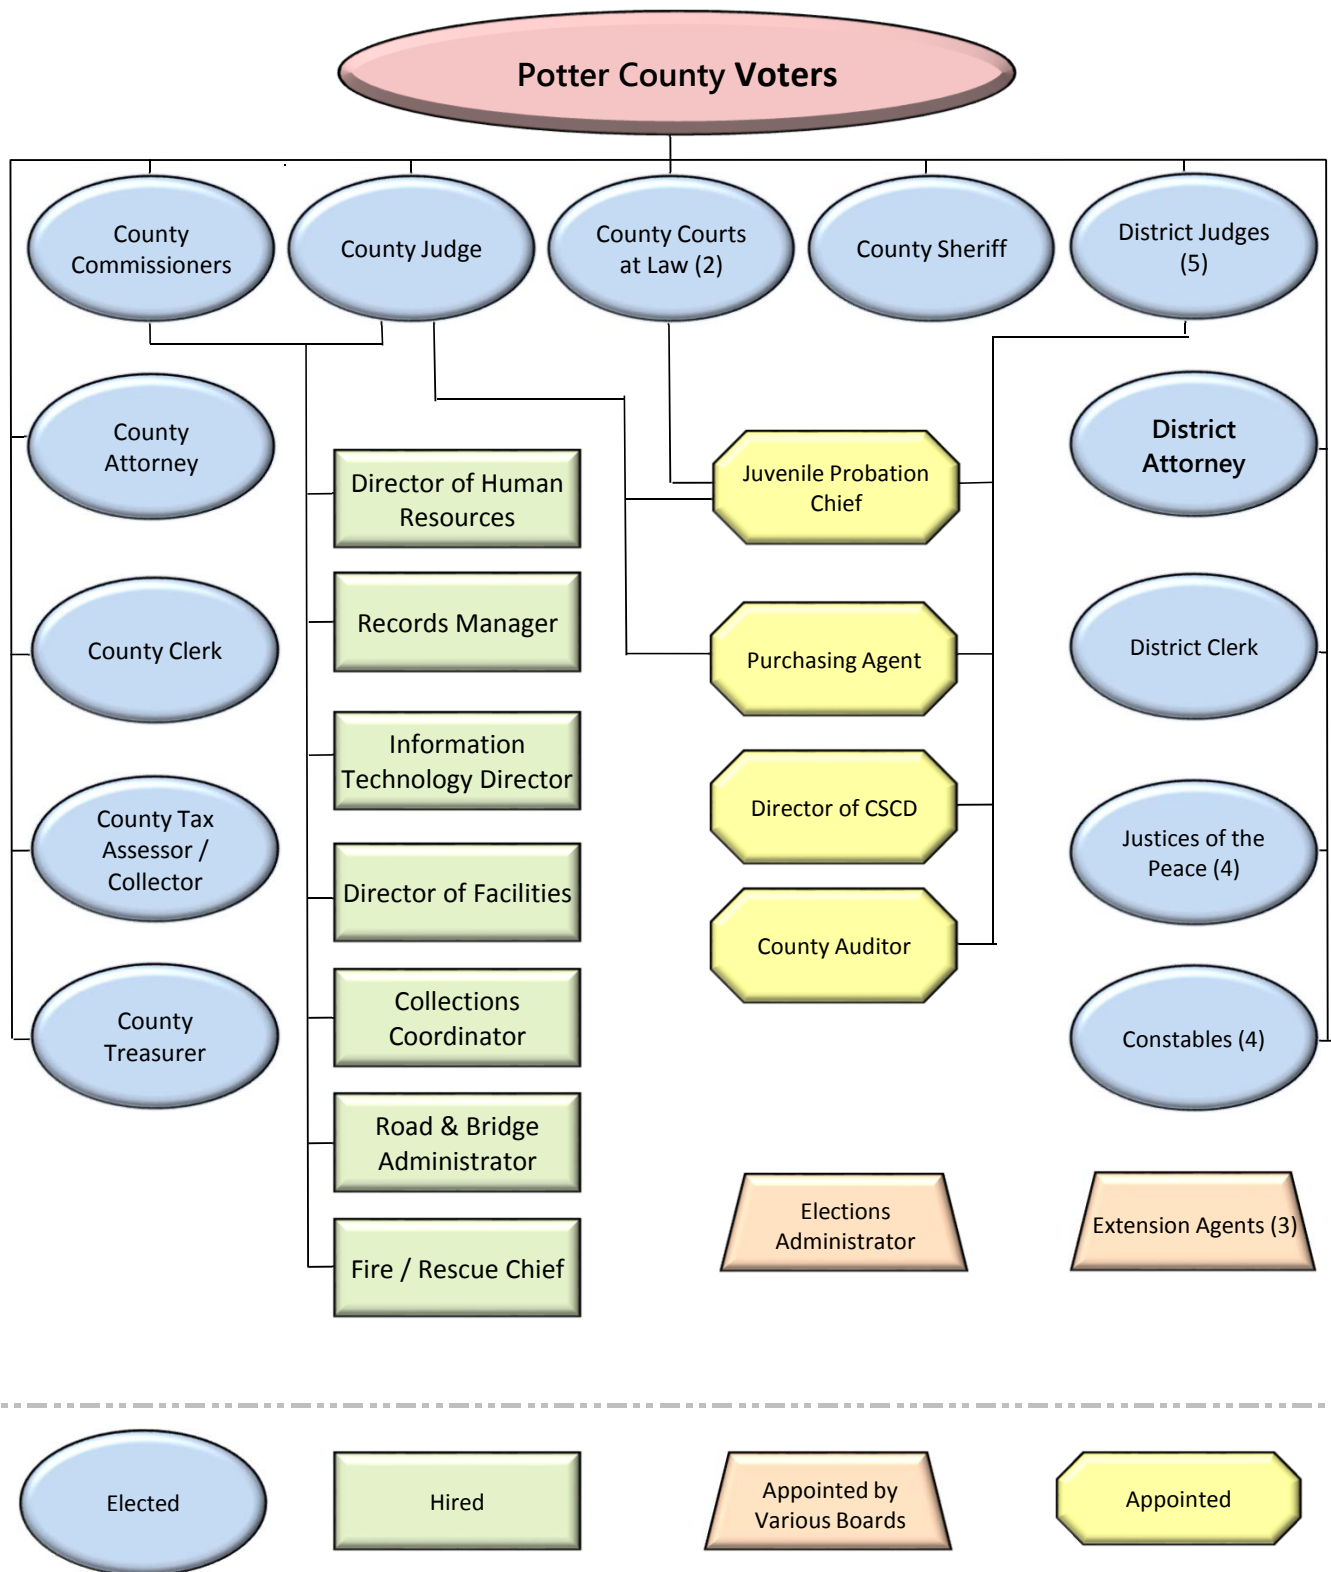 Potter County Voters
County
Commissioners
County Judge
County Courts
at Law (2)
County Sheriff
District Judges
(5)
County
Attorney
District
Attorney
Director of Human
Resources
Juvenile Probation
Chief
County Clerk
Records Manager
Purchasing Agent
District Clerk
Information
Technology Director
Director of CSCD
County Tax
Assessor /
Collector
Justices of the
Peace (4)
Director of Facilities
County Auditor
Collections
Coordinator
County
Treasurer
Constables (4)
Road & Bridge
Administrator
Elections
Administrator
Extension Agents (3)
Fire / Rescue Chief
Elected
Hired
Appointed by
Various Boards
Appointed